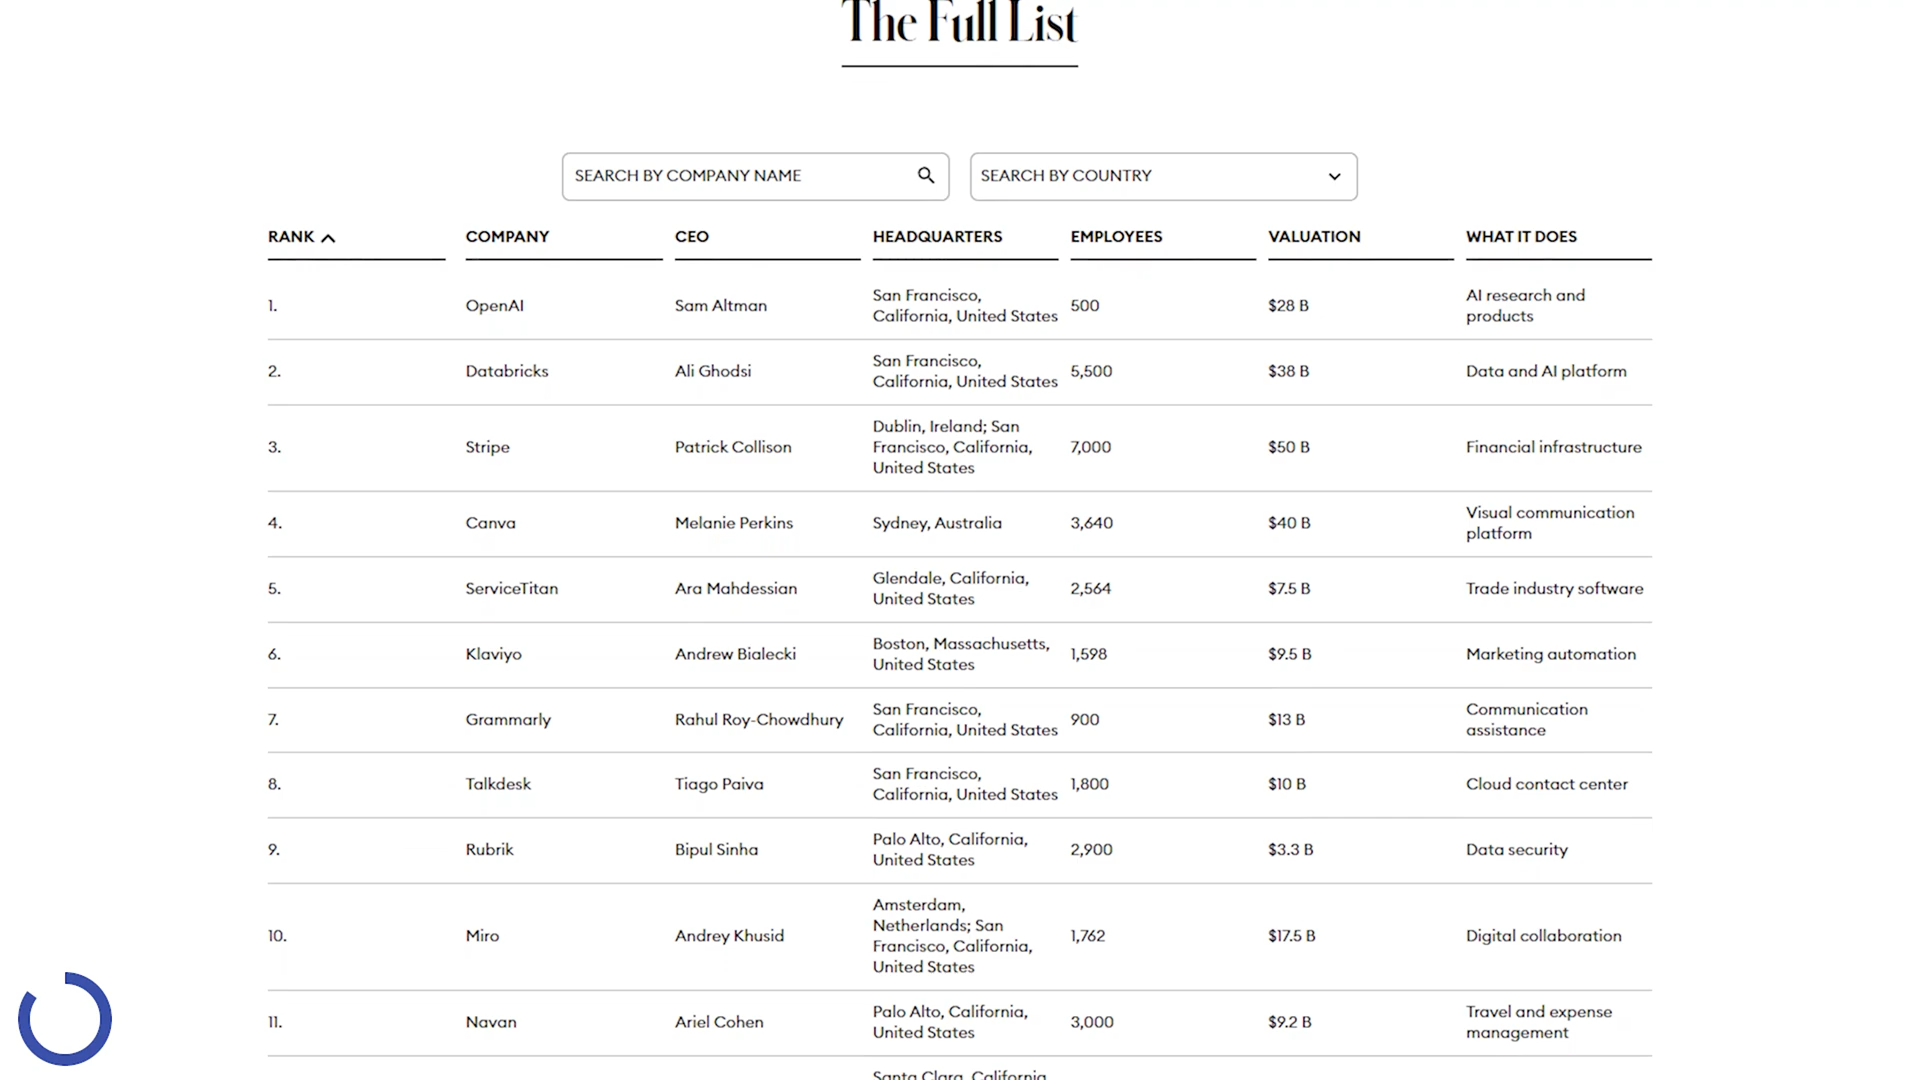 The Full List
SEARCH BY COMPANY NAME
SEARCH BY COUNTRY
RANK COMPANY CEO HEADQUARTERS EMPLOYEES VALUATION WHAT IT DOES
1. OpenAI Sam Altman San Francisco, California, United States 500 $28 B AI research and products
2. Databricks Ali Ghodsi San Francisco, California, United States 5,500 $38 B Data and AI platform
3. Stripe Patrick Collison Dublin, Ireland; San Francisco, California, United States 7,000 $50 B Financial infrastructure
4. Canva Melanie Perkins Sydney, Australia 3,640 $40 B Visual communication platform
5. ServiceTitan Ara Mahdessian Glendale, California, United States 2,564 $7.5 B Trade industry software
6. Klaviyo Andrew Bialecki Boston, Massachusetts, United States 1,598 $9.5 B Marketing automation
7. Grammarly Rahul Roy-Chowdhury San Francisco, California, United States 900 $13 B Communication assistance
8. Talkdesk Tiago Paiva San Francisco, California, United States 1,800 $10 B Cloud contact center
9. Rubrik Bipul Sinha Palo Alto, California, United States 2,900 $3.3 B Data security
10. Miro Andrey Khusid Amsterdam, Netherlands; San Francisco, California, United States 1,762 $17.5 B Digital collaboration
11. Navan Ariel Cohen Palo Alto, California, United States 3,000 $9.2 B Travel and expense management
Santa Clara, California